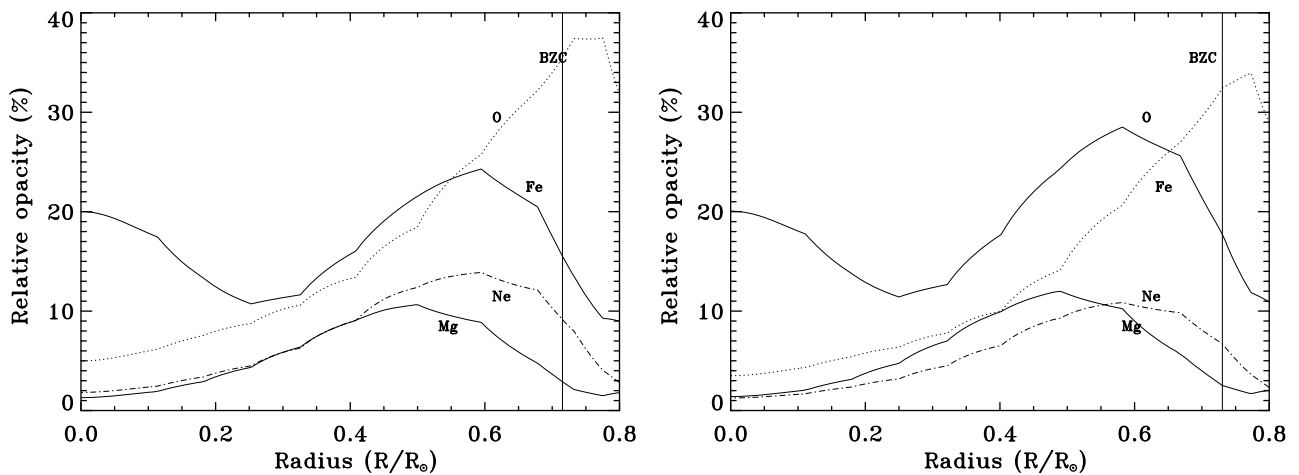 40
30
20
10
0
Relative opacity (%)
BZC
O
Fe
Ne
Mg
0.0 0.2 0.4 0.6 0.8
Radius (R/R☉)
40
30
20
10
0
Relative opacity (%)
BZC
O
Fe
Ne
Mg
0.0 0.2 0.4 0.6 0.8
Radius (R/R☉)